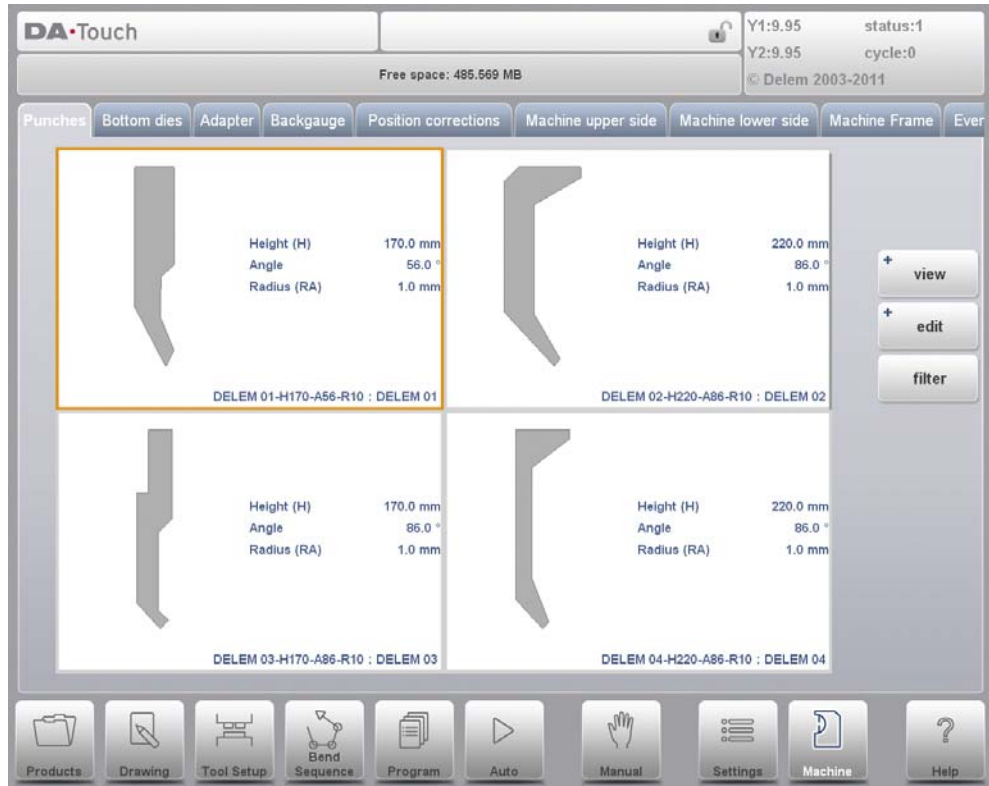 DA•Touch
Y1:9.95 status:1
Y2:9.95 cycle:0
Free space: 485.569 MB
© Delem 2003-2011
Punches Bottom dies Adapter Backgauge Position corrections Machine upper side Machine lower side Machine Frame Ever
Height (H) 170.0 mm
Angle 56.0 °
Radius (RA) 1.0 mm
DELEM 01-H170-A56-R10 : DELEM 01
Height (H) 220.0 mm
Angle 86.0 °
Radius (RA) 1.0 mm
DELEM 02-H220-A86-R10 : DELEM 02
+ view
+ edit
filter
Height (H) 170.0 mm
Angle 86.0 °
Radius (RA) 1.0 mm
DELEM 03-H170-A86-R10 : DELEM 03
Height (H) 220.0 mm
Angle 86.0 °
Radius (RA) 1.0 mm
DELEM 04-H220-A86-R10 : DELEM 04
Products Drawing Tool Setup Bend
Sequence Program Auto Manual Settings Machine Help